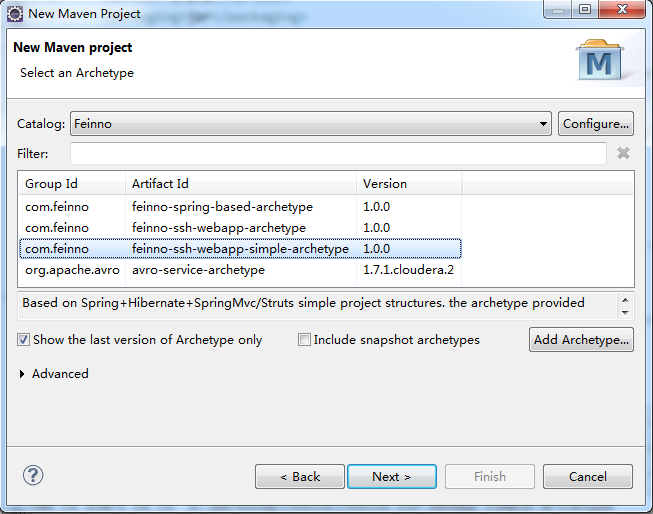 New Maven Project
New Maven project
Select an Archetype
M
Catalog: Feinno Configure...
Filter:
Group Id Artifact Id Version
com.feinno feinno-spring-based-archetype 1.0.0
com.feinno feinno-ssh-webapp-archetype 1.0.0
com.feinno feinno-ssh-webapp-simple-archetype 1.0.0
org.apache.avro avro-service-archetype 1.7.1.cloudera.2
Based on Spring+Hibernate+SpringMvc/Struts simple project structures. the archetype provided
Show the last version of Archetype only Include snapshot archetypes Add Archetype...
Advanced
? < Back Next > Finish Cancel